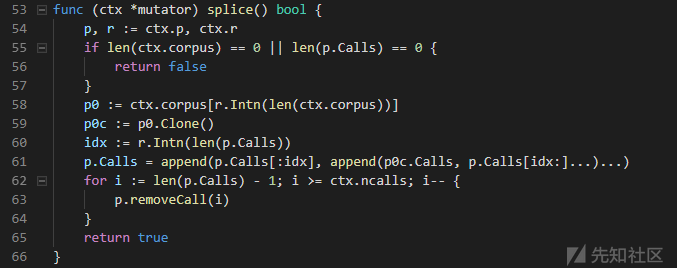 53 func (ctx *mutator) splice() bool {
54     p, r := ctx.p, ctx.r
55     if len(ctx.corpus) == 0 || len(p.Calls) == 0 {
56         return false
57     }
58     p0 := ctx.corpus[r.Intn(len(ctx.corpus))]
59     p0c := p0.Clone()
60     idx := r.Intn(len(p.Calls))
61     p.Calls = append(p.Calls[:idx], append(p0c.Calls, p.Calls[idx:]...)...)
62     for i := len(p.Calls) - 1; i >= ctx.ncalls; i-- {
63         p.removeCall(i)
64     }
65     return true
66 }
先知社区